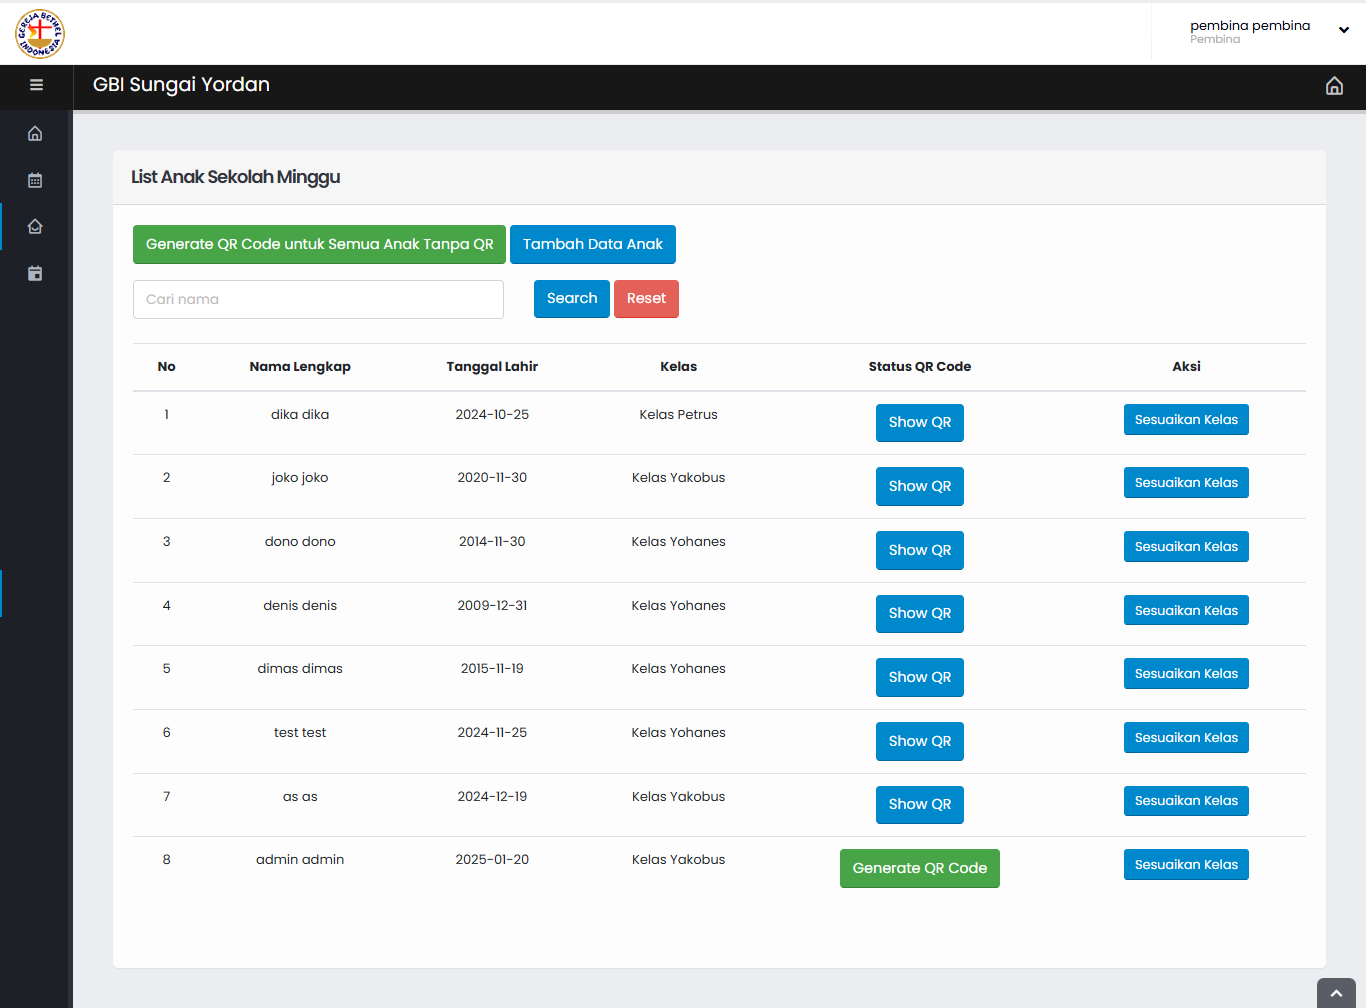 GEREJA BETHEL
INDONESIA
pembina pembina
Pembina
GBI Sungai Yordan
List Anak Sekolah Minggu
Generate QR Code untuk Semua Anak Tanpa QR Tambah Data Anak
Cari nama Search Reset
No Nama Lengkap Tanggal Lahir Kelas Status QR Code Aksi
1 dika dika 2024-10-25 Kelas Petrus Show QR Sesuaikan Kelas
2 joko joko 2020-11-30 Kelas Yakobus Show QR Sesuaikan Kelas
3 dono dono 2014-11-30 Kelas Yohanes Show QR Sesuaikan Kelas
4 denis denis 2009-12-31 Kelas Yohanes Show QR Sesuaikan Kelas
5 dimas dimas 2015-11-19 Kelas Yohanes Show QR Sesuaikan Kelas
6 test test 2024-11-25 Kelas Yohanes Show QR Sesuaikan Kelas
7 as as 2024-12-19 Kelas Yakobus Show QR Sesuaikan Kelas
8 admin admin 2025-01-20 Kelas Yakobus Generate QR Code Sesuaikan Kelas